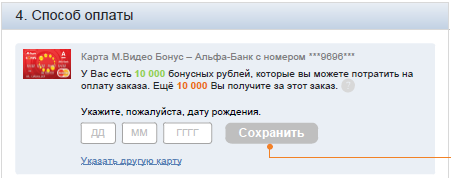 4. Способ оплаты
Карта М.Видео Бонус – Альфа-Банк с номером ***9696***
У Вас есть 10 000 бонусных рублей, которые вы можете потратить на
оплату заказа. Ещё 10 000 Вы получите за этот заказ.
Укажите, пожалуйста, дату рождения.
ДД ММ ГГГГ Сохранить
Указать другую карту